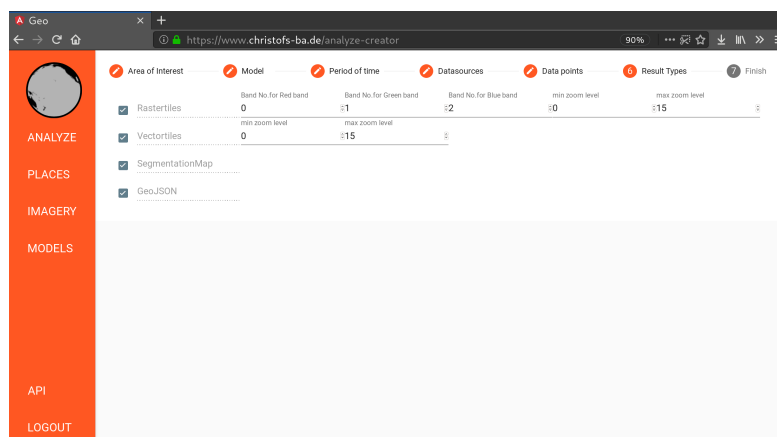 Geo
https://www.christofs-ba.de/analyze-creator
90%
Area of Interest Model Period of time Datasources Data points 6 Result Types 7 Finish
Band No.for Red band Band No.for Green band Band No.for Blue band min zoom level max zoom level
Rastertiles 0 1 2 0 15
min zoom level max zoom level
Vectortiles 0 15
SegmentationMap
GeoJSON
ANALYZE
PLACES
IMAGERY
MODELS
API
LOGOUT